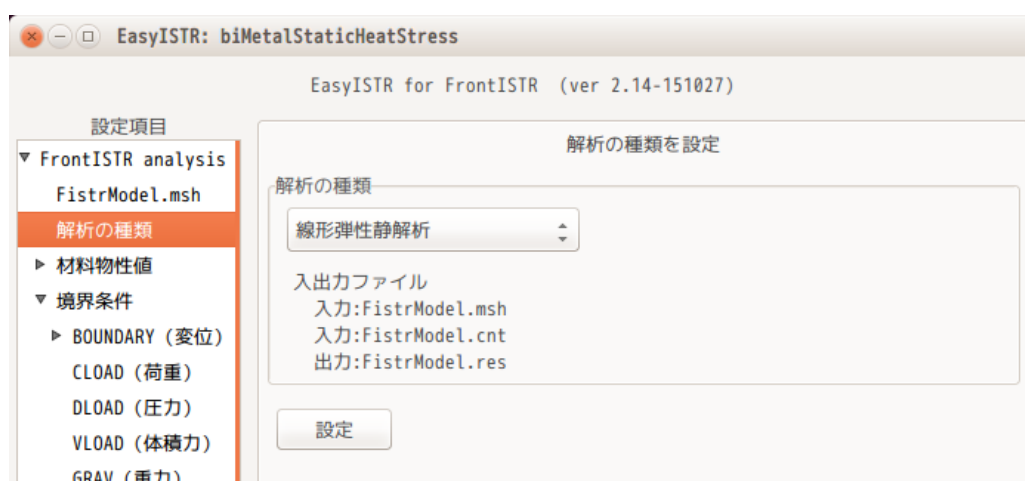 EasyISTR: biMetalStaticHeatStress
EasyISTR for FrontISTR (ver 2.14-151027)
設定項目
FrontISTR analysis
FistrModel.msh
解析の種類
材料物性値
境界条件
BOUNDARY (変位)
CLOAD (荷重)
DLOAD (圧力)
VLOAD (体積力)
GRAV (重力)
解析の種類を設定
解析の種類
線形弾性静解析
入出力ファイル
入力:FistrModel.msh
入力:FistrModel.cnt
出力:FistrModel.res
設定